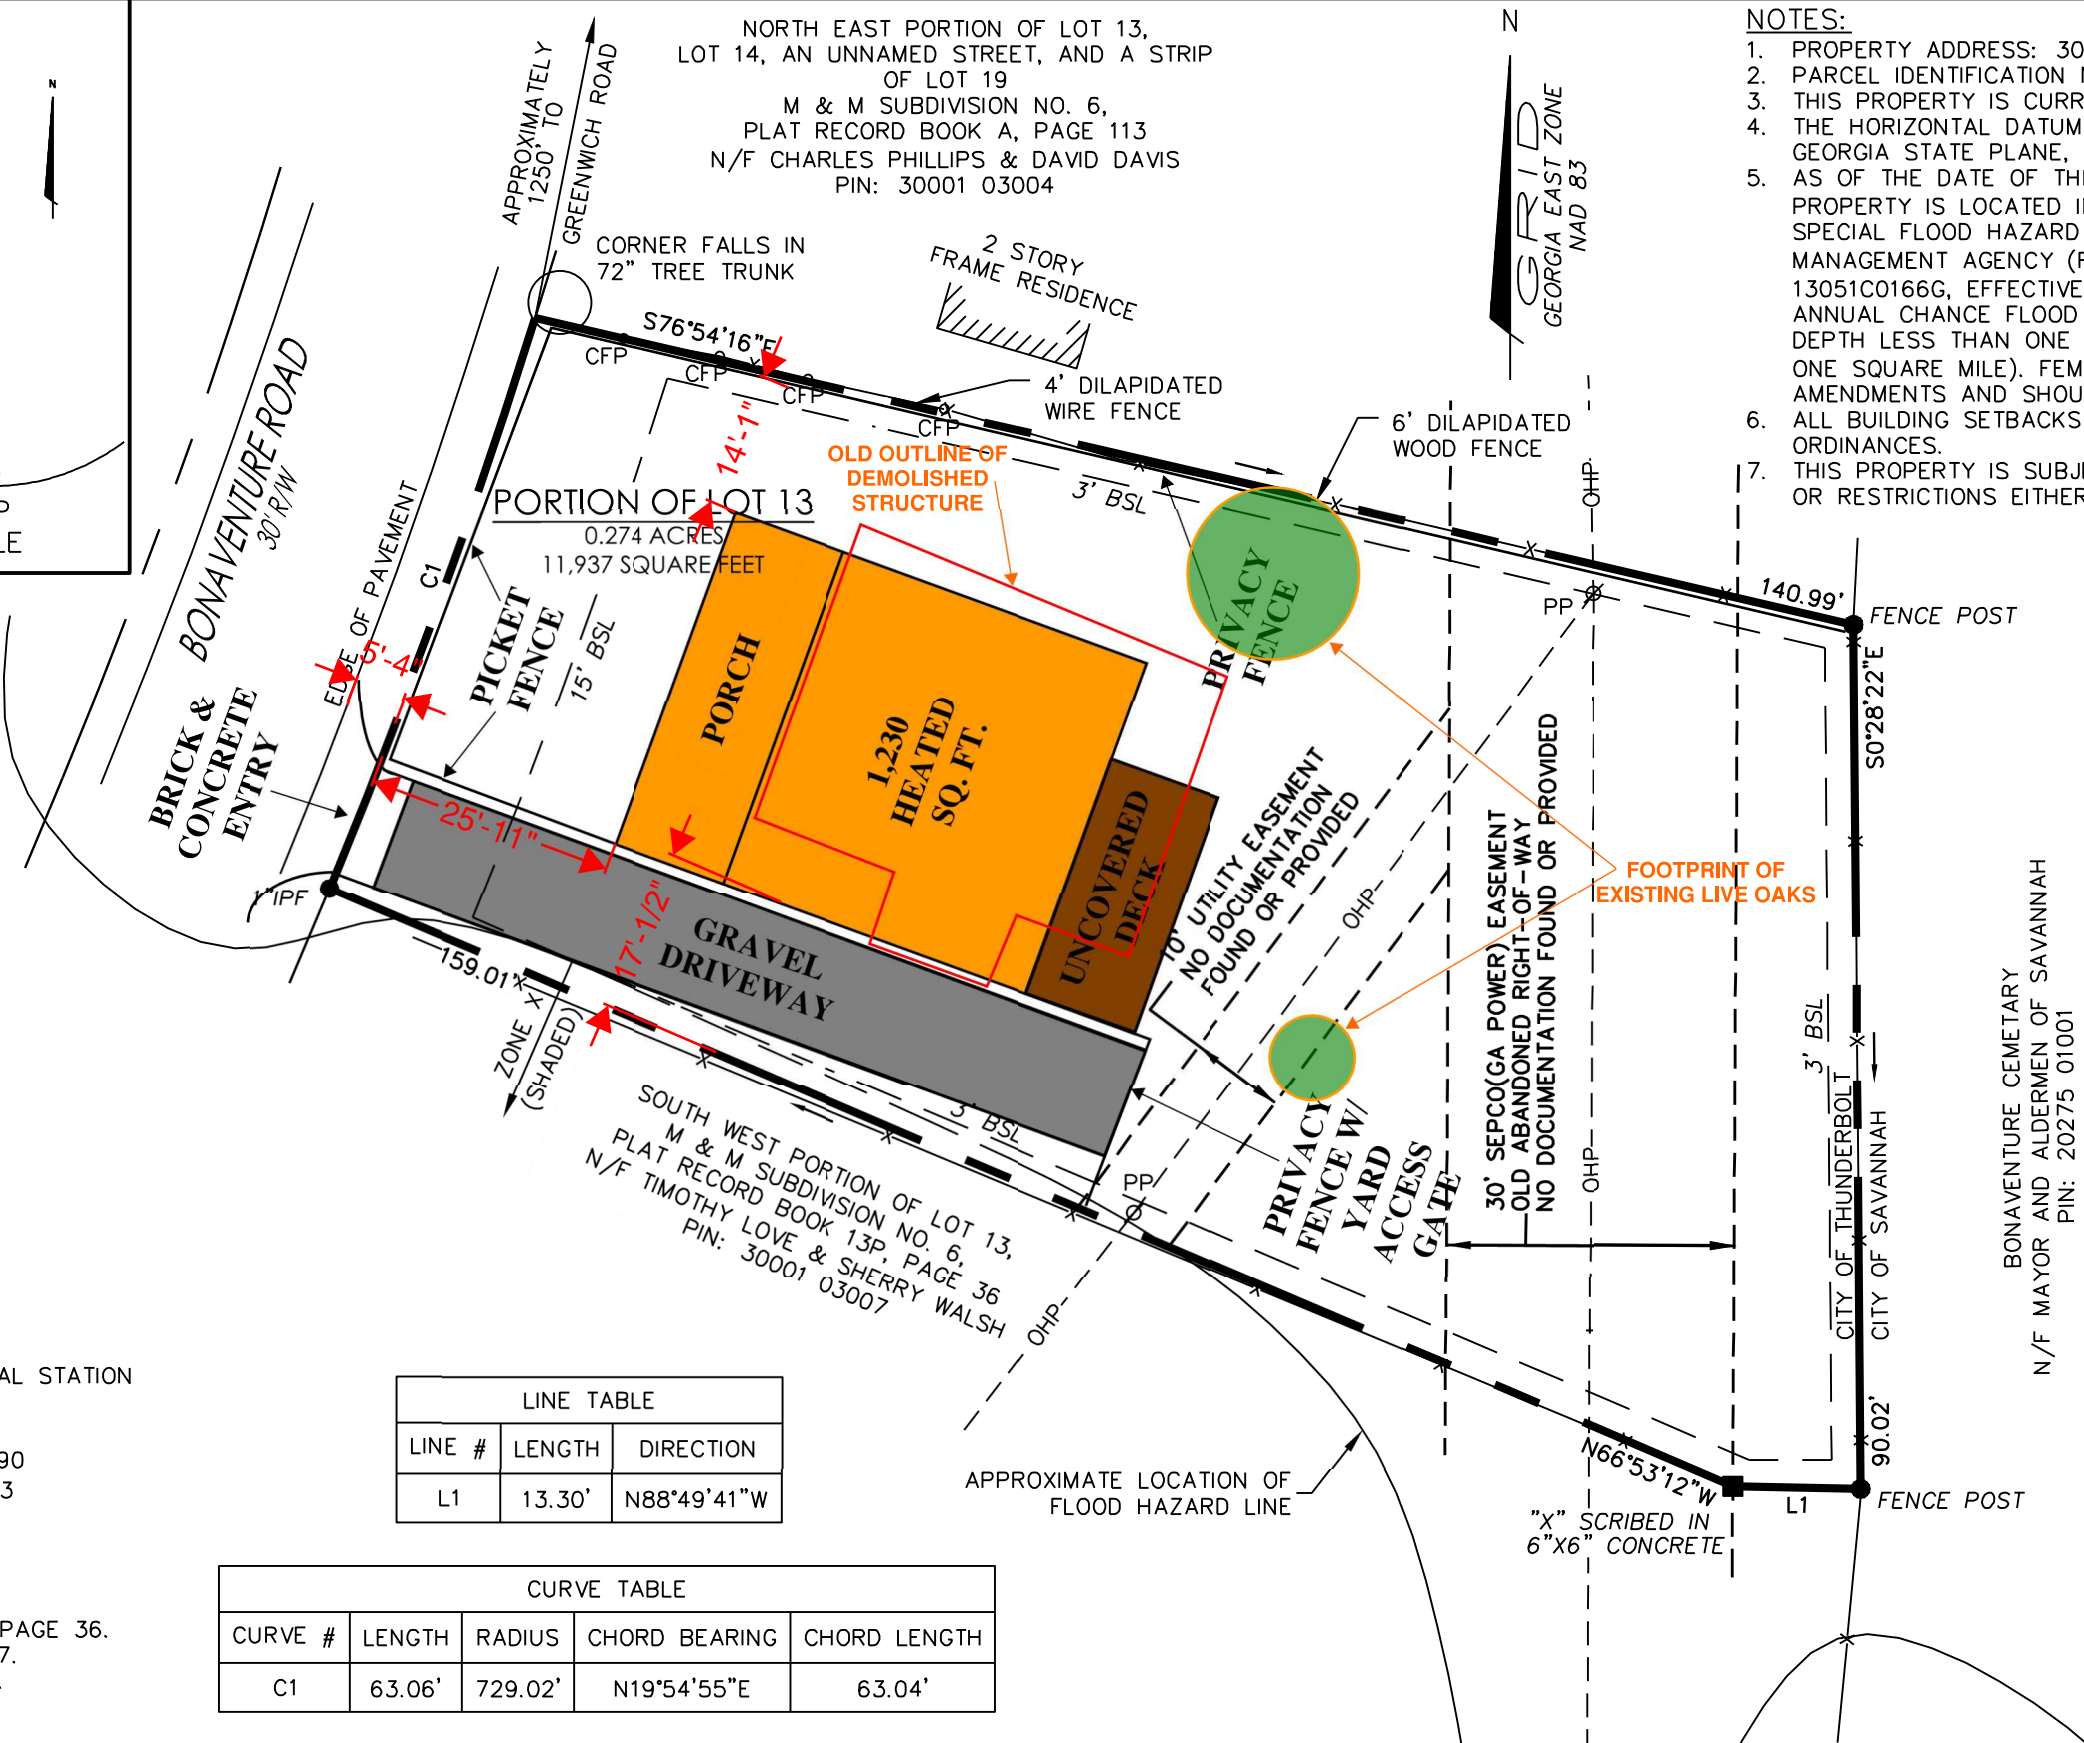 N
P
LE
NORTH EAST PORTION OF LOT 13,
LOT 14, AN UNNAMED STREET, AND A STRIP
OF LOT 19
M & M SUBDIVISION NO. 6,
PLAT RECORD BOOK A, PAGE 113
N/F CHARLES PHILLIPS & DAVID DAVIS
PIN: 30001 03004
APPROXIMATELY
1250' TO
GREENWICH ROAD
N
GRID
GEORGIA EAST ZONE
NAD 83
NOTES:
1. PROPERTY ADDRESS: 30
2. PARCEL IDENTIFICATION N
3. THIS PROPERTY IS CURR
4. THE HORIZONTAL DATUM
GEORGIA STATE PLANE,
5. AS OF THE DATE OF TH
PROPERTY IS LOCATED I
SPECIAL FLOOD HAZARD
MANAGEMENT AGENCY (F
13051C0166G, EFFECTIVE
ANNUAL CHANCE FLOOD
DEPTH LESS THAN ONE
ONE SQUARE MILE). FEM
AMENDMENTS AND SHOU
6. ALL BUILDING SETBACKS
ORDINANCES.
7. THIS PROPERTY IS SUBJ
OR RESTRICTIONS EITHER
CORNER FALLS IN
72" TREE TRUNK
2 STORY
FRAME RESIDENCE
S76°54'16"E
CFP
CFP
CFP
CFP
4' DILAPIDATED
WIRE FENCE
6' DILAPIDATED
WOOD FENCE
14'-1"
OLD OUTLINE OF
DEMOLISHED
STRUCTURE
3' BSL
OHP
BONAVENTURE ROAD
30' R/W
EDGE OF PAVEMENT
C1
PORTION OF LOT 13
0.274 ACRES
11,937 SQUARE FEET
PICKET
FENCE
15' BSL
5'-4"
PORCH
1,230
HEATED
SQ. FT.
PRIVACY
FENCE
PP
140.99'
FENCE POST
S0°28'22"E
BRICK &
CONCRETE
ENTRY
25'-11"
UNCOVERED
DECK
10' UTILITY EASEMENT
NO DOCUMENTATION
FOUND OR PROVIDED
OHP
30' SEPCO(GA POWER) EASEMENT
OLD ABANDONED RIGHT-OF-WAY
NO DOCUMENTATION FOUND OR PROVIDED
FOOTPRINT OF
EXISTING LIVE OAKS
1"IPF
159.01'
17'-1/2"
GRAVEL
DRIVEWAY
ZONE X
(SHADED)
3' BSL
SOUTH WEST PORTION OF LOT 13,
M & M SUBDIVISION NO. 6,
PLAT RECORD BOOK 13P, PAGE 36
N/F TIMOTHY LOVE & SHERRY WALSH
PIN: 30001 03007
PP
OHP
PRIVACY
FENCE W/
YARD
ACCESS
GATE
OHP
3' BSL
CITY OF THUNDERBOLT
CITY OF SAVANNAH
BONAVENTURE CEMETARY
N/F MAYOR AND ALDERMEN OF SAVANNAH
PIN: 20275 01001
90.02'
AL STATION
90
3
LINE TABLE
LINE # LENGTH DIRECTION
L1 13.30' N88°49'41"W
APPROXIMATE LOCATION OF
FLOOD HAZARD LINE
N66°53'12"W
L1
FENCE POST
"X" SCRIBED IN
6"X6" CONCRETE
PAGE 36.
7.
CURVE TABLE
CURVE # LENGTH RADIUS CHORD BEARING CHORD LENGTH
C1 63.06' 729.02' N19°54'55"E 63.04'